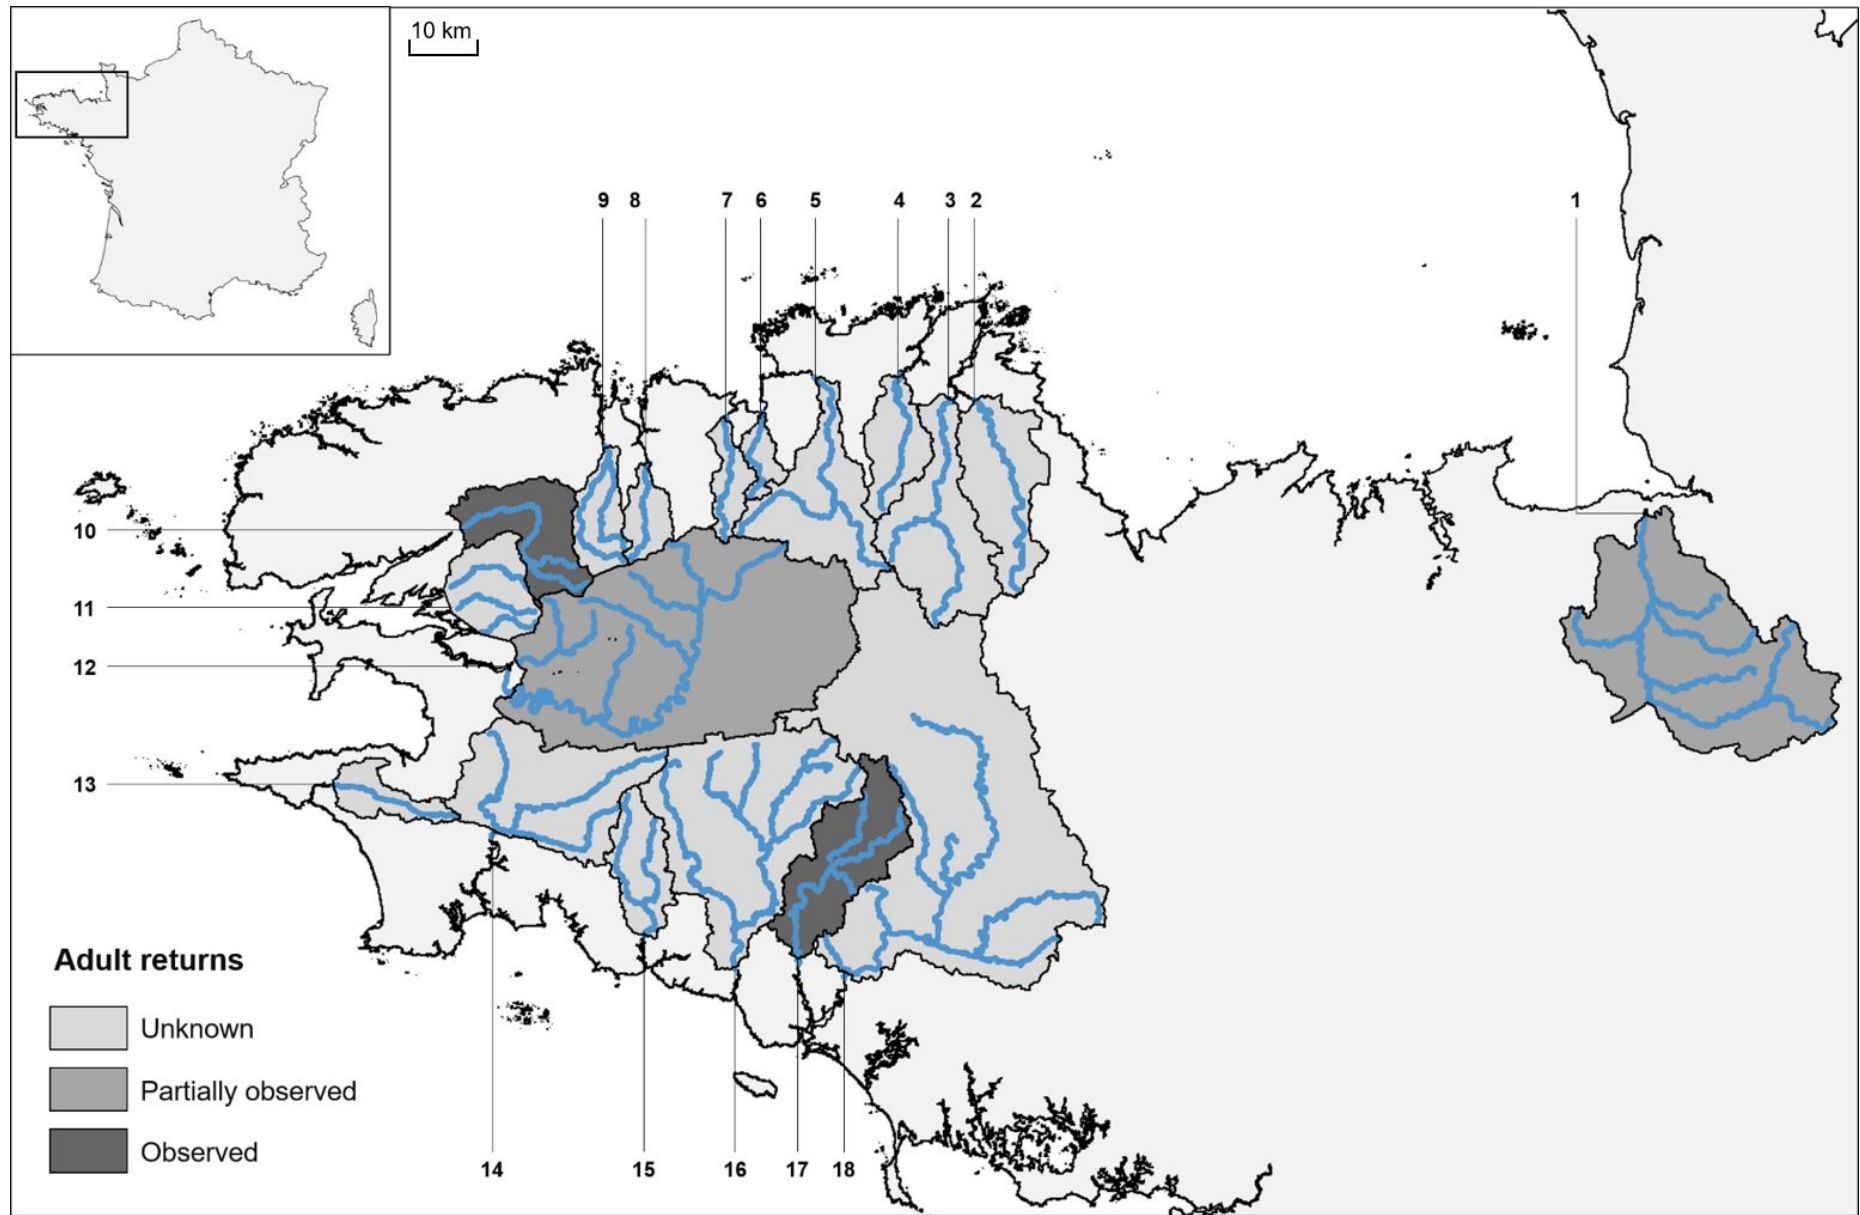 10 km
9 8 7 6 5 4 3 2 1
10
11
12
13
Adult returns
Unknown
Partially observed
Observed
14 15 16 17 18